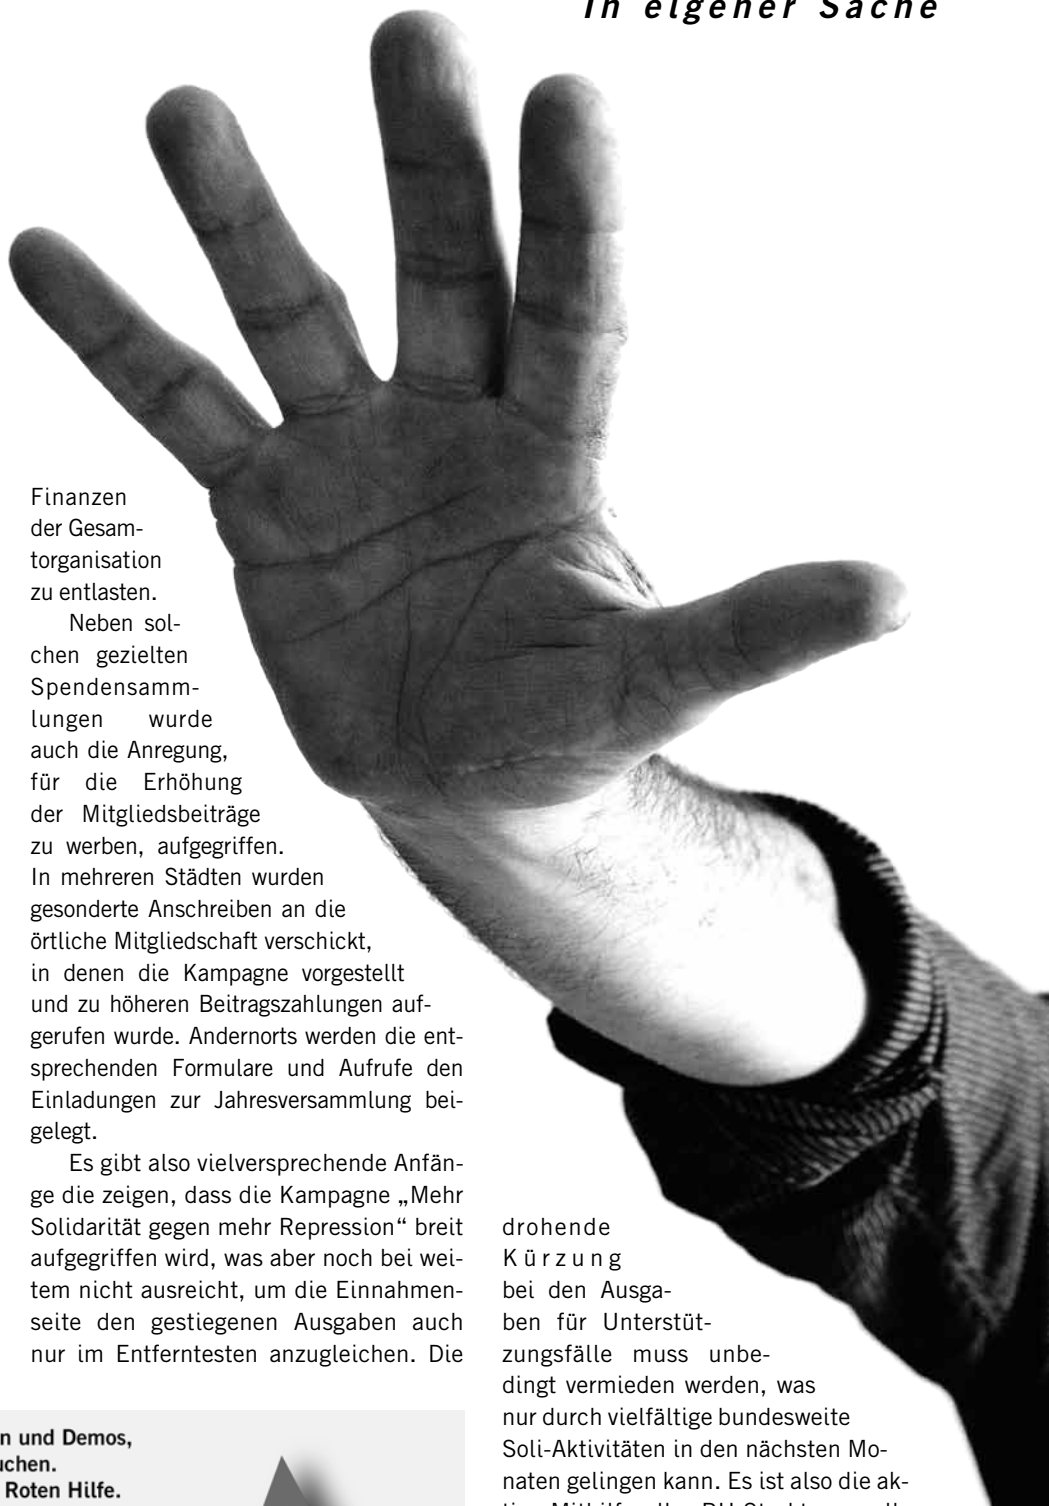 In eigener Sache
Finanzen
der Gesam-
torganisation
zu entlasten.
Neben sol-
chen gezielten
Spendensamm-
lungen wurde
auch die Anregung,
für die Erhöhung
der Mitgliedsbeiträge
zu werben, aufgegriffen.
In mehreren Städten wurden
gesonderte Anschreiben an die
örtliche Mitgliedschaft verschickt,
in denen die Kampagne vorgestellt
und zu höheren Beitragszahlungen auf-
gerufen wurde. Andernorts werden die ent-
sprechenden Formulare und Aufrufe den
Einladungen zur Jahresversammlung bei-
gelegt.
Es gibt also vielversprechende Anfän-
ge die zeigen, dass die Kampagne „Mehr
Solidarität gegen mehr Repression“ breit
aufgegriffen wird, was aber noch bei wei-
tem nicht ausreicht, um die Einnahmen-
seite den gestiegenen Ausgaben auch
nur im Entferntesten anzugleichen. Die
drohende
Kürzung
bei den Ausga-
ben für Unterstüt-
zungsfälle muss unbe-
dingt vermieden werden, was
nur durch vielfältige bundesweite
Soli-Aktivitäten in den nächsten Mo-
naten gelingen kann. Es ist also die ak-
n und Demos,
uchen.
Roten Hilfe.